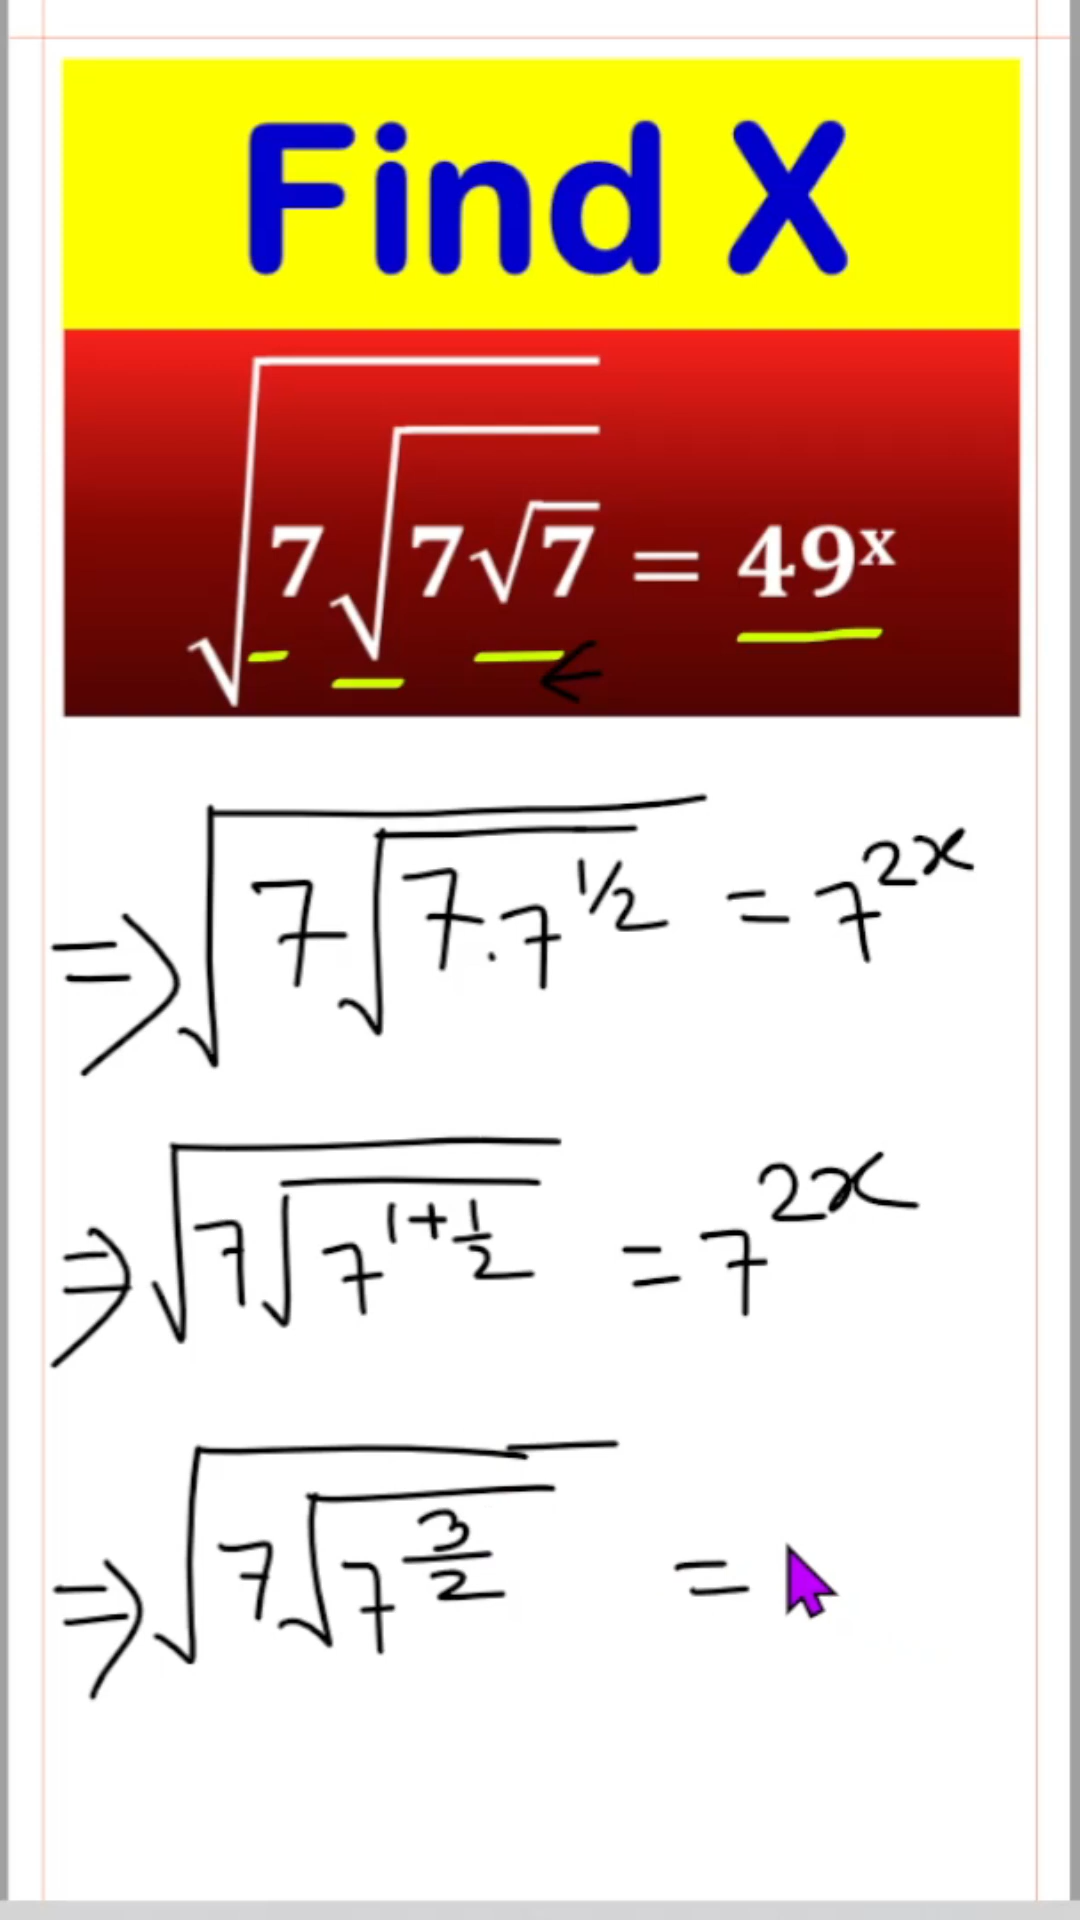 Find X
√(7√(7√7)) = 49ˣ
⇒ √(7√(7.7^(1/2))) = 7^(2x)
⇒ √(7√(7^(1+1/2))) = 7^(2x)
⇒ √(7√(7^(3/2))) =